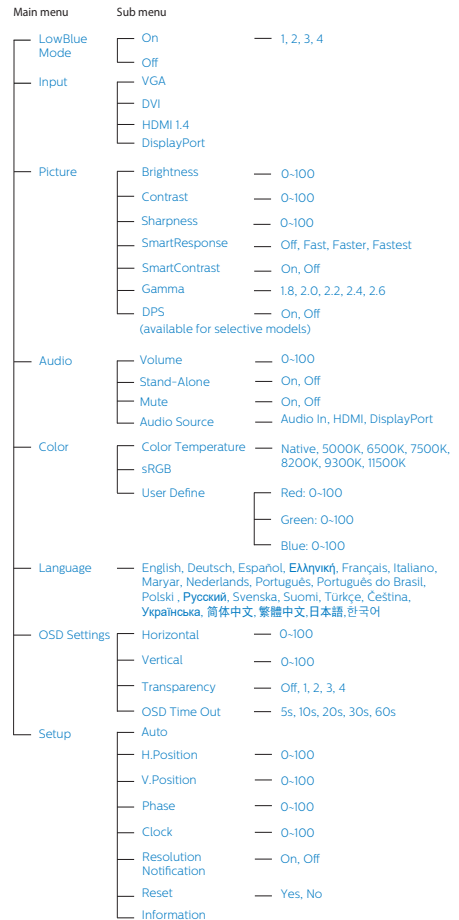 Main menu Sub menu
LowBlue Mode On 1, 2, 3, 4
Off
Input VGA
DVI
HDMI 1.4
DisplayPort
Picture Brightness 0~100
Contrast 0~100
Sharpness 0~100
SmartResponse Off, Fast, Faster, Fastest
SmartContrast On, Off
Gamma 1.8, 2.0, 2.2, 2.4, 2.6
DPS On, Off
(available for selective models)
Audio Volume 0~100
Stand-Alone On, Off
Mute On, Off
Audio Source Audio In, HDMI, DisplayPort
Color Color Temperature Native, 5000K, 6500K, 7500K,
8200K, 9300K, 11500K
sRGB
User Define Red: 0~100
Green: 0~100
Blue: 0~100
Language English, Deutsch, Español, Ελληνική, Français, Italiano,
Maryar, Nederlands, Português, Português do Brasil,
Polski , Русский, Svenska, Suomi, Türkçe, Čeština,
Українська, 简体中文, 繁體中文,日本語,한국어
OSD Settings Horizontal 0~100
Vertical 0~100
Transparency Off, 1, 2, 3, 4
OSD Time Out 5s, 10s, 20s, 30s, 60s
Setup Auto
H.Position 0~100
V.Position 0~100
Phase 0~100
Clock 0~100
Resolution On, Off
Notification
Reset Yes, No
Information